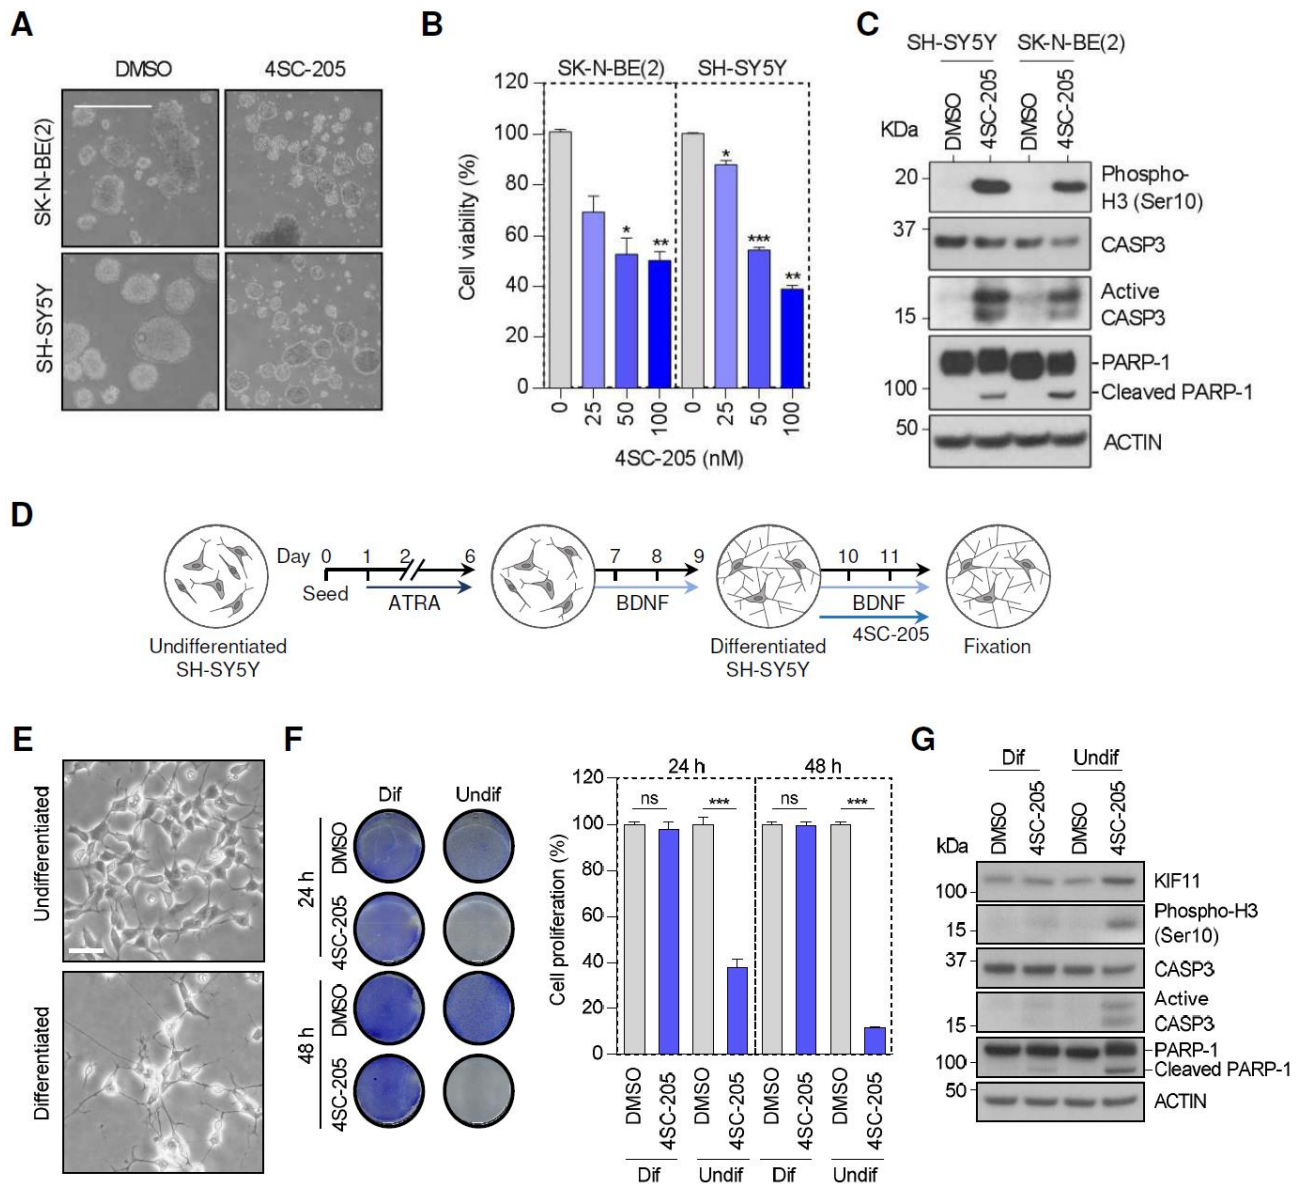 A
DMSO 4SC-205
SK-N-BE(2)
SH-SY5Y
B
SK-N-BE(2) SH-SY5Y
120
100
80
60
40
20
0
Cell viability (%)
* ** * *** **
0 25 50 100 0 25 50 100
4SC-205 (nM)
C
SH-SY5Y SK-N-BE(2)
DMSO 4SC-205 DMSO 4SC-205
KDa
20 Phospho-
H3 (Ser10)
37
CASP3
Active
15 CASP3
PARP-1
100 Cleaved PARP-1
50
ACTIN
D
Day 0 1 2 6 7 8 9 10 11
Seed ATRA BDNF BDNF
4SC-205
Undifferentiated
SH-SY5Y
Differentiated
SH-SY5Y
Fixation
E
Undifferentiated
Differentiated
F
Dif Undif
24 h
DMSO
4SC-205
48 h
DMSO
4SC-205
24 h 48 h
120
100
80
60
40
20
0
Cell proliferation (%)
ns *** ns ***
DMSO 4SC-205 DMSO 4SC-205 DMSO 4SC-205 DMSO 4SC-205
Dif Undif Dif Undif
G
Dif Undif
DMSO 4SC-205 DMSO 4SC-205
kDa
KIF11
100
Phospho-H3
15 (Ser10)
37
CASP3
Active
15 CASP3
PARP-1
100 Cleaved PARP-1
50
ACTIN